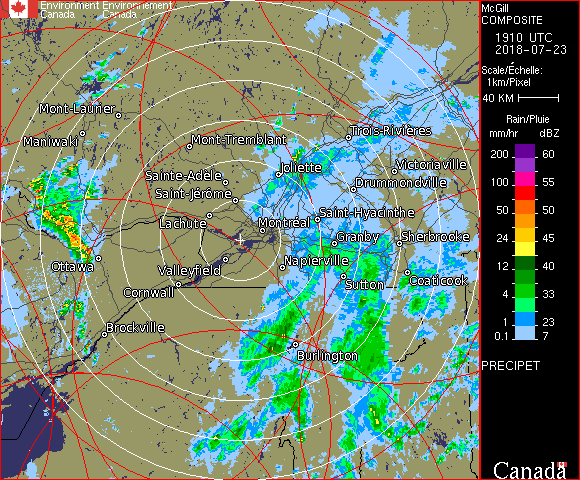 Environment Environnement
Canada Canada
McGill
COMPOSITE
1910 UTC
2018-07-23
Scale/Échelle:
1km/Pixel
40 KM
Rain/Pluie
mm/hr dBZ
200 60
100 55
50 50
24 45
12 40
4 33
1 23
0.1 7
PRECIPET
Canada
Mont-Laurier
Maniwaki
Mont-Tremblant
Trois-Rivières
Sainte-Adèle
Joliette
Victoriaville
Saint-Jérôme
Drummondville
Lachute
Montréal
Saint-Hyacinthe
Granby
Sherbrooke
Ottawa
Valleyfield
Napierville
Cornwall
Sutton
Coaticook
Brockville
Burlington